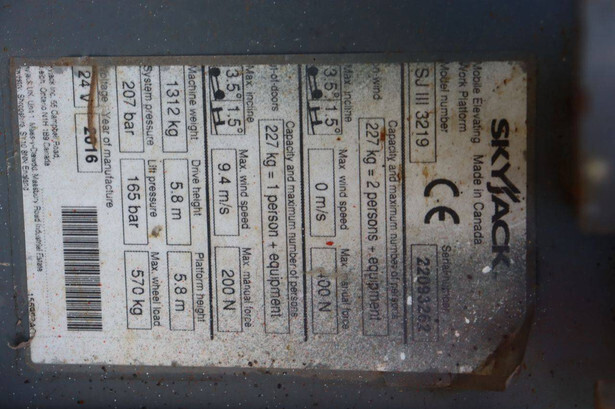 SKYJACK
Mobile Elevating Made in Canada
Work Platform
Model number Serial number
SJ III 3219 CE 22093262
Capacity and maximum number of persons
227 kg = 2 persons + equipment
Max. incline Max. wind speed Max. manual force
3.5° 1.5° 0 m/s 400 N
Capacity and maximum number of persons
227 kg = 1 person + equipment
Max. incline Max. wind speed Max. manual force
3.5° 1.5° 9.4 m/s 200 N
Machine weight Drive height Platform height
1312 kg 5.8 m 5.8 m
System pressure Lift pressure Max. wheel load
207 bar 165 bar 570 kg
Year of manufacture
24 V 2016